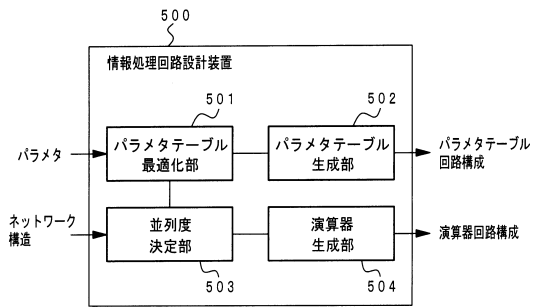 500
情報処理回路設計装置
501
502
パラメタ
パラメタテーブル
最適化部
パラメタテーブル
生成部
パラメタテーブル
回路構成
ネットワーク
構造
並列度
決定部
演算器
生成部
演算器回路構成
503
504